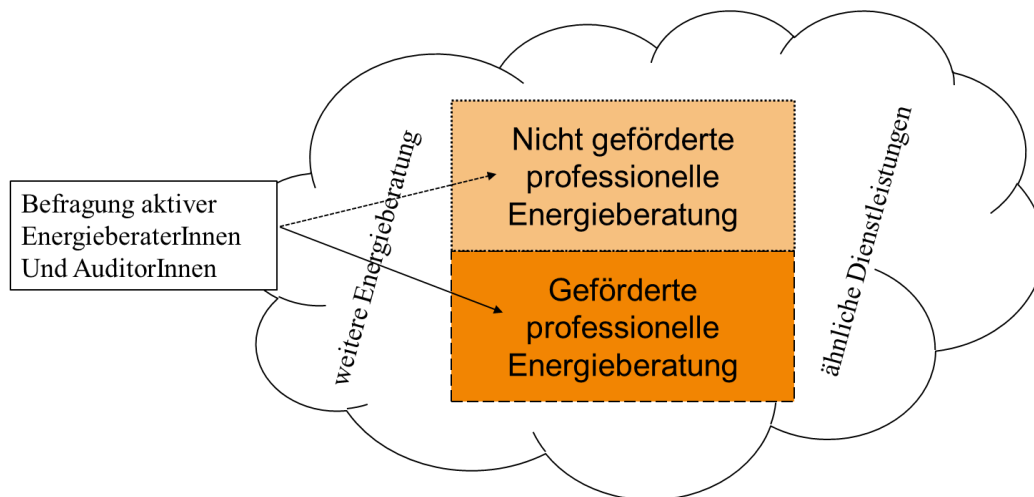 Befragung aktiver
EnergieberaterInnen
Und AuditorInnen
weitere Energieberatung
Nicht geförderte
professionelle
Energieberatung
Geförderte
professionelle
Energieberatung
ähnliche Dienstleistungen